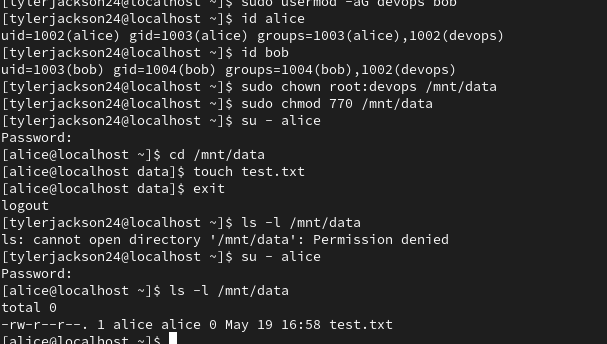 [tylerjackson24@localhost ~]$ sudo usermod -aG devops bob
[tylerjackson24@localhost ~]$ id alice
uid=1002(alice) gid=1003(alice) groups=1003(alice),1002(devops)
[tylerjackson24@localhost ~]$ id bob
uid=1003(bob) gid=1004(bob) groups=1004(bob),1002(devops)
[tylerjackson24@localhost ~]$ sudo chown root:devops /mnt/data
[tylerjackson24@localhost ~]$ sudo chmod 770 /mnt/data
[tylerjackson24@localhost ~]$ su - alice
Password:
[alice@localhost ~]$ cd /mnt/data
[alice@localhost data]$ touch test.txt
[alice@localhost data]$ exit
logout
[tylerjackson24@localhost ~]$ ls -l /mnt/data
ls: cannot open directory '/mnt/data': Permission denied
[tylerjackson24@localhost ~]$ su - alice
Password:
[alice@localhost ~]$ ls -l /mnt/data
total 0
-rw-r--r--. 1 alice alice 0 May 19 16:58 test.txt
[alice@localhost ~]$